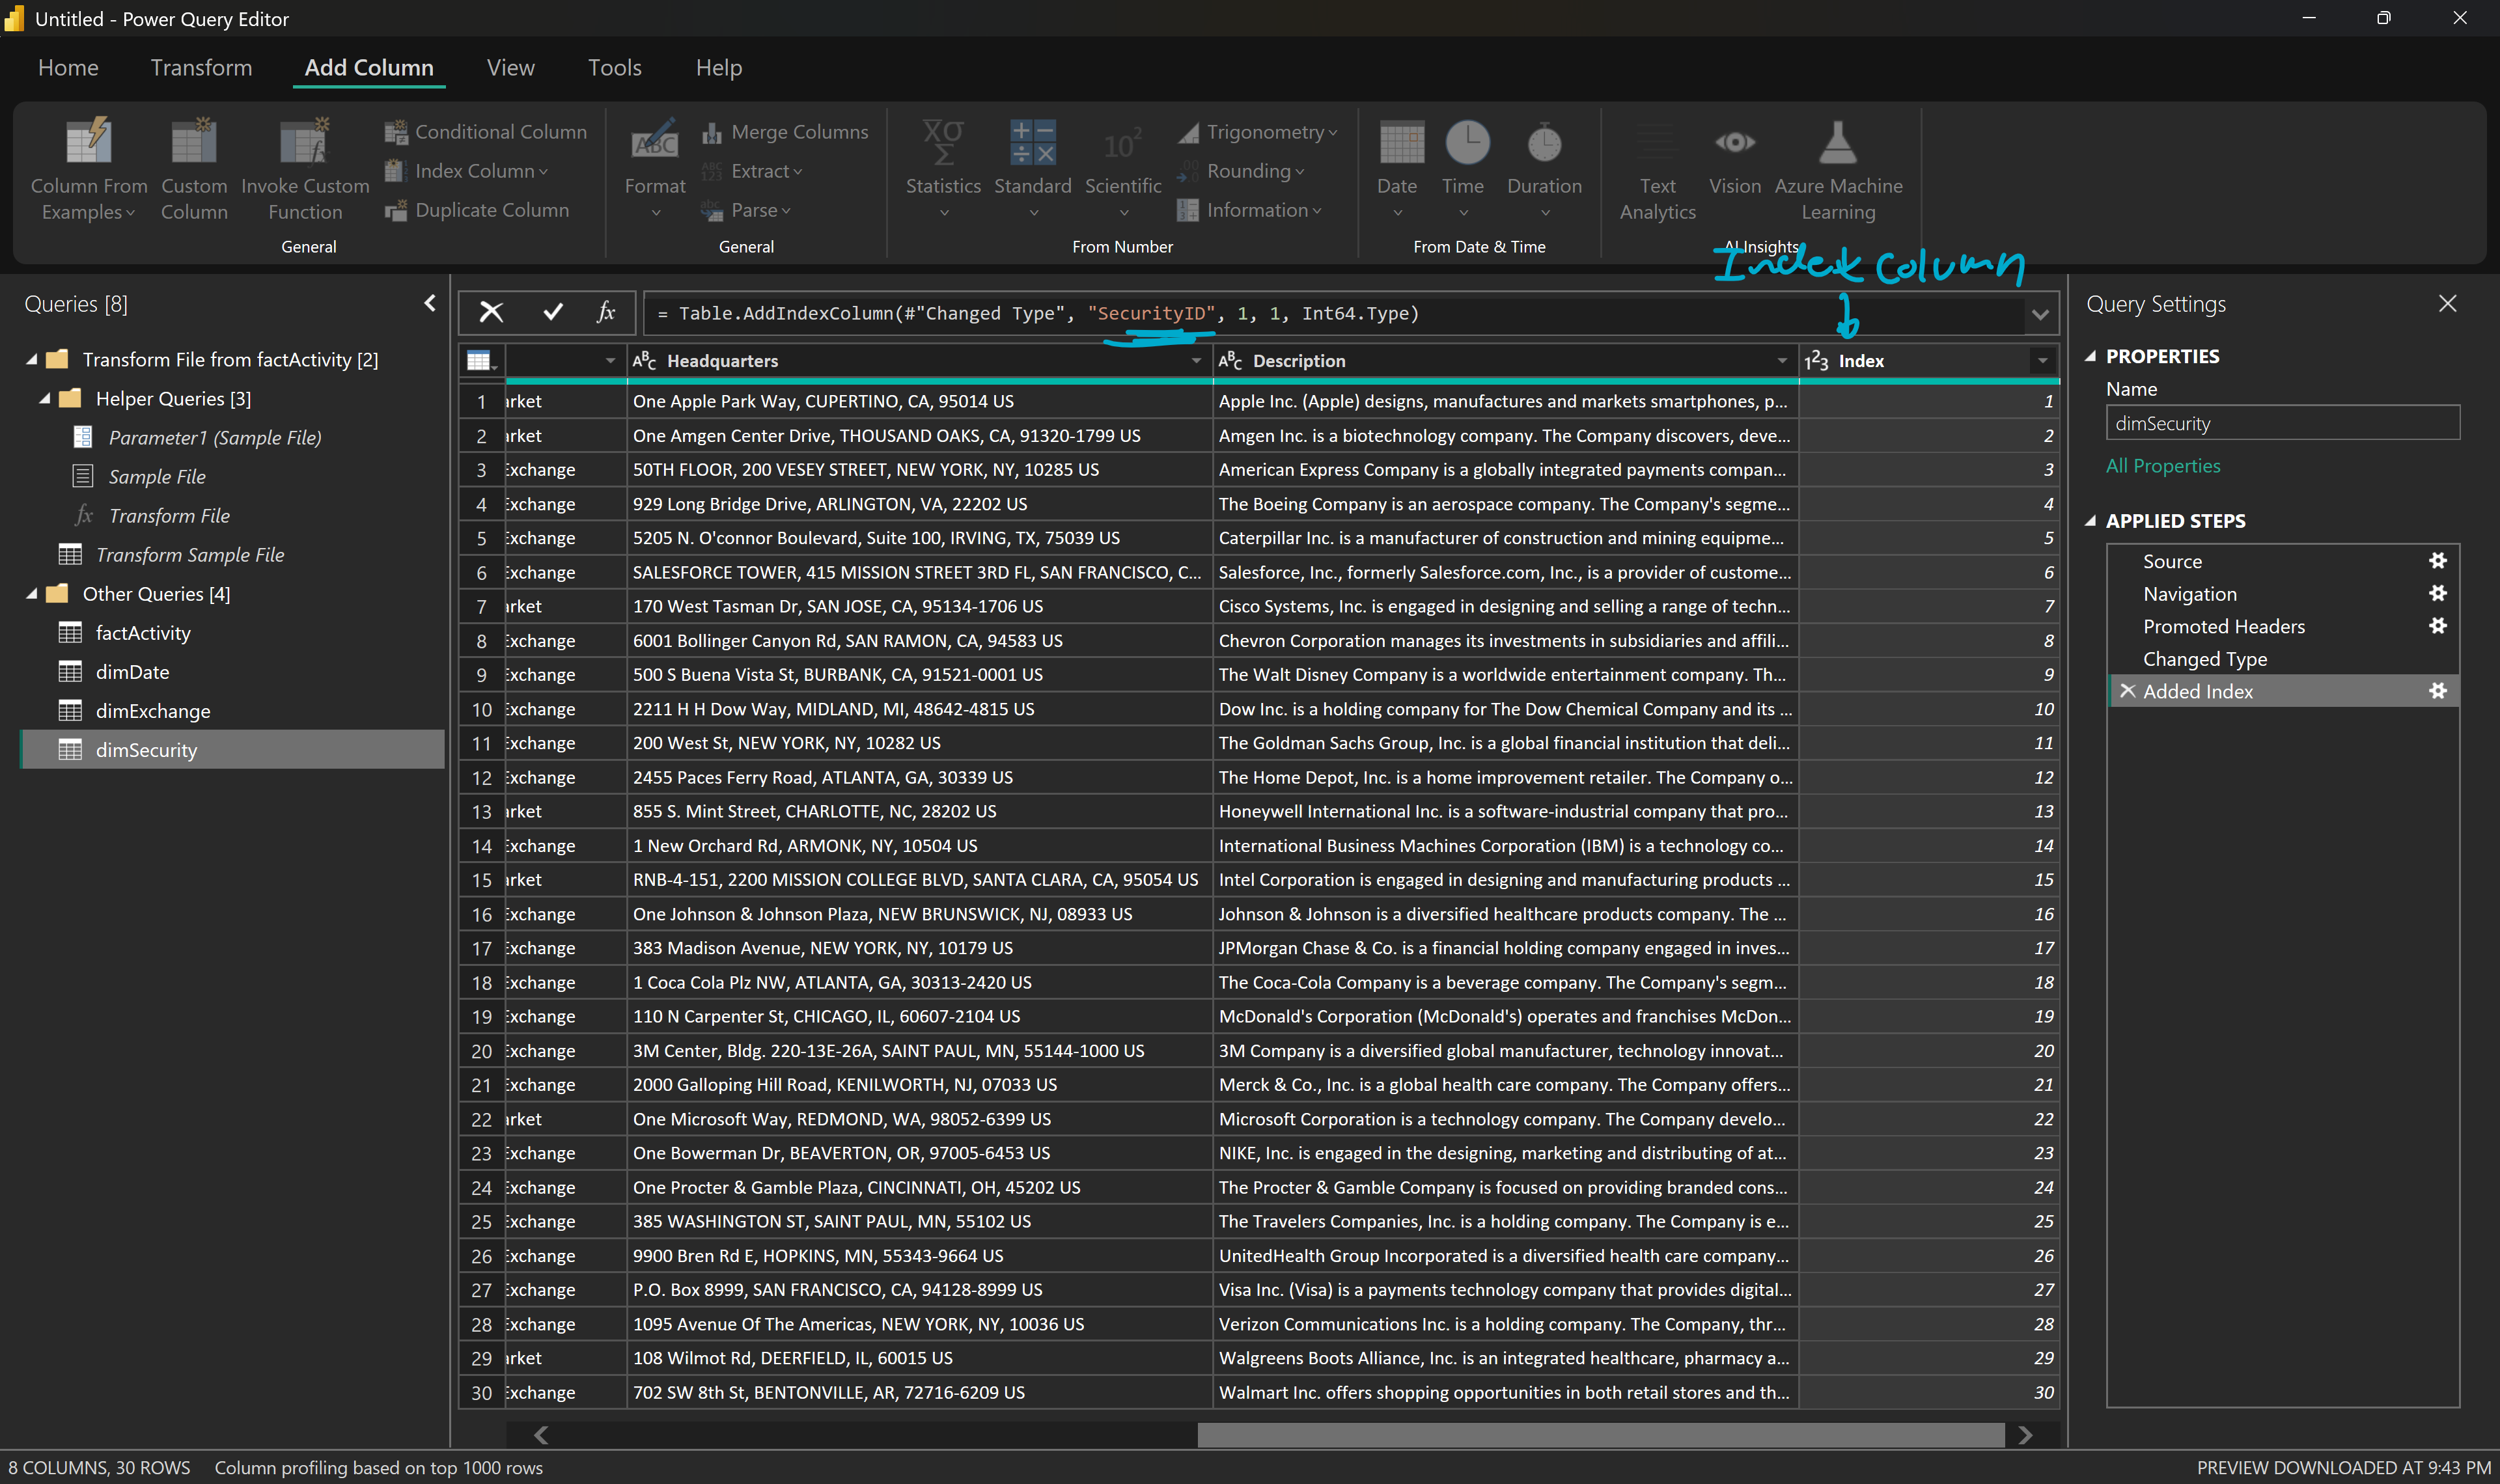 Untitled - Power Query Editor
Home Transform Add Column View Tools Help
Column From Examples
Custom Column
Invoke Custom Function
Conditional Column
Index Column
Duplicate Column
General
ABC
Format
Merge Columns
ABC 123 Extract
abc Parse
General
XσΣ Statistics
Standard
10² Scientific
Trigonometry
.00 .0 Rounding
Information
From Number
Date
Time
Duration
From Date & Time
Text Analytics
Vision
Azure Machine Learning
AI Insights
Index Column
Queries [8]
Transform File from factActivity [2]
Helper Queries [3]
Parameter1 (Sample File)
Sample File
fx Transform File
Transform Sample File
Other Queries [4]
factActivity
dimDate
dimExchange
dimSecurity
fx = Table.AddIndexColumn(#"Changed Type", "SecurityID", 1, 1, Int64.Type)
ABC Headquarters ABC Description 123 Index
1 arket One Apple Park Way, CUPERTINO, CA, 95014 US Apple Inc. (Apple) designs, manufactures and markets smartphones, p... 1
2 arket One Amgen Center Drive, THOUSAND OAKS, CA, 91320-1799 US Amgen Inc. is a biotechnology company. The Company discovers, deve... 2
3 Exchange 50TH FLOOR, 200 VESEY STREET, NEW YORK, NY, 10285 US American Express Company is a globally integrated payments compan... 3
4 Exchange 929 Long Bridge Drive, ARLINGTON, VA, 22202 US The Boeing Company is an aerospace company. The Company's segme... 4
5 Exchange 5205 N. O'connor Boulevard, Suite 100, IRVING, TX, 75039 US Caterpillar Inc. is a manufacturer of construction and mining equipme... 5
6 Exchange SALESFORCE TOWER, 415 MISSION STREET 3RD FL, SAN FRANCISCO, C... Salesforce, Inc., formerly Salesforce.com, Inc., is a provider of custome... 6
7 arket 170 West Tasman Dr, SAN JOSE, CA, 95134-1706 US Cisco Systems, Inc. is engaged in designing and selling a range of techn... 7
8 Exchange 6001 Bollinger Canyon Rd, SAN RAMON, CA, 94583 US Chevron Corporation manages its investments in subsidiaries and affili... 8
9 Exchange 500 S Buena Vista St, BURBANK, CA, 91521-0001 US The Walt Disney Company is a worldwide entertainment company. Th... 9
10 Exchange 2211 H H Dow Way, MIDLAND, MI, 48642-4815 US Dow Inc. is a holding company for The Dow Chemical Company and its ... 10
11 Exchange 200 West St, NEW YORK, NY, 10282 US The Goldman Sachs Group, Inc. is a global financial institution that deli... 11
12 Exchange 2455 Paces Ferry Road, ATLANTA, GA, 30339 US The Home Depot, Inc. is a home improvement retailer. The Company o... 12
13 arket 855 S. Mint Street, CHARLOTTE, NC, 28202 US Honeywell International Inc. is a software-industrial company that pro... 13
14 Exchange 1 New Orchard Rd, ARMONK, NY, 10504 US International Business Machines Corporation (IBM) is a technology co... 14
15 arket RNB-4-151, 2200 MISSION COLLEGE BLVD, SANTA CLARA, CA, 95054 US Intel Corporation is engaged in designing and manufacturing products ... 15
16 Exchange One Johnson & Johnson Plaza, NEW BRUNSWICK, NJ, 08933 US Johnson & Johnson is a diversified healthcare products company. The ... 16
17 Exchange 383 Madison Avenue, NEW YORK, NY, 10179 US JPMorgan Chase & Co. is a financial holding company engaged in inves... 17
18 Exchange 1 Coca Cola Plz NW, ATLANTA, GA, 30313-2420 US The Coca-Cola Company is a beverage company. The Company's segm... 18
19 Exchange 110 N Carpenter St, CHICAGO, IL, 60607-2104 US McDonald's Corporation (McDonald's) operates and franchises McDon... 19
20 Exchange 3M Center, Bldg. 220-13E-26A, SAINT PAUL, MN, 55144-1000 US 3M Company is a diversified global manufacturer, technology innovat... 20
21 Exchange 2000 Galloping Hill Road, KENILWORTH, NJ, 07033 US Merck & Co., Inc. is a global health care company. The Company offers... 21
22 arket One Microsoft Way, REDMOND, WA, 98052-6399 US Microsoft Corporation is a technology company. The Company develo... 22
23 Exchange One Bowerman Dr, BEAVERTON, OR, 97005-6453 US NIKE, Inc. is engaged in the designing, marketing and distributing of at... 23
24 Exchange One Procter & Gamble Plaza, CINCINNATI, OH, 45202 US The Procter & Gamble Company is focused on providing branded cons... 24
25 Exchange 385 WASHINGTON ST, SAINT PAUL, MN, 55102 US The Travelers Companies, Inc. is a holding company. The Company is e... 25
26 Exchange 9900 Bren Rd E, HOPKINS, MN, 55343-9664 US UnitedHealth Group Incorporated is a diversified health care company... 26
27 Exchange P.O. Box 8999, SAN FRANCISCO, CA, 94128-8999 US Visa Inc. (Visa) is a payments technology company that provides digital... 27
28 Exchange 1095 Avenue Of The Americas, NEW YORK, NY, 10036 US Verizon Communications Inc. is a holding company. The Company, thr... 28
29 arket 108 Wilmot Rd, DEERFIELD, IL, 60015 US Walgreens Boots Alliance, Inc. is an integrated healthcare, pharmacy a... 29
30 Exchange 702 SW 8th St, BENTONVILLE, AR, 72716-6209 US Walmart Inc. offers shopping opportunities in both retail stores and th... 30
Query Settings
PROPERTIES
Name
dimSecurity
All Properties
APPLIED STEPS
Source
Navigation
Promoted Headers
Changed Type
Added Index
8 COLUMNS, 30 ROWS Column profiling based on top 1000 rows
PREVIEW DOWNLOADED AT 9:43 PM